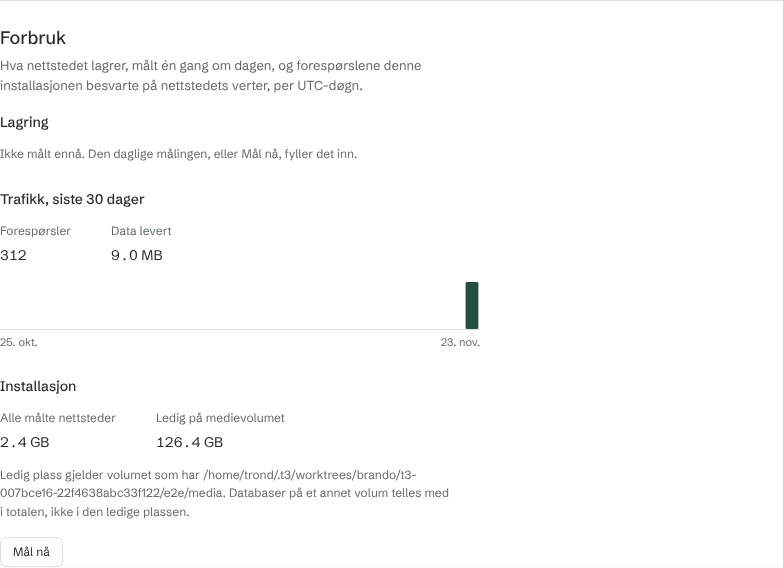 Forbruk
Hva nettstedet lagrer, målt én gang om dagen, og forespørslene denne
installasjonen besvarte på nettstedets verter, per UTC-døgn.
Lagring
Ikke målt ennå. Den daglige målingen, eller Mål nå, fyller det inn.
Trafikk, siste 30 dager
Forespørsler Data levert
312 9.0 MB
25. okt. 23. nov.
Installasjon
Alle målte nettsteder Ledig på medievolumet
2.4 GB 126.4 GB
Ledig plass gjelder volumet som har /home/trond/.t3/worktrees/brando/t3-
007bce16-22f4638abc33f122/e2e/media. Databaser på et annet volum telles med
i totalen, ikke i den ledige plassen.
Mål nå